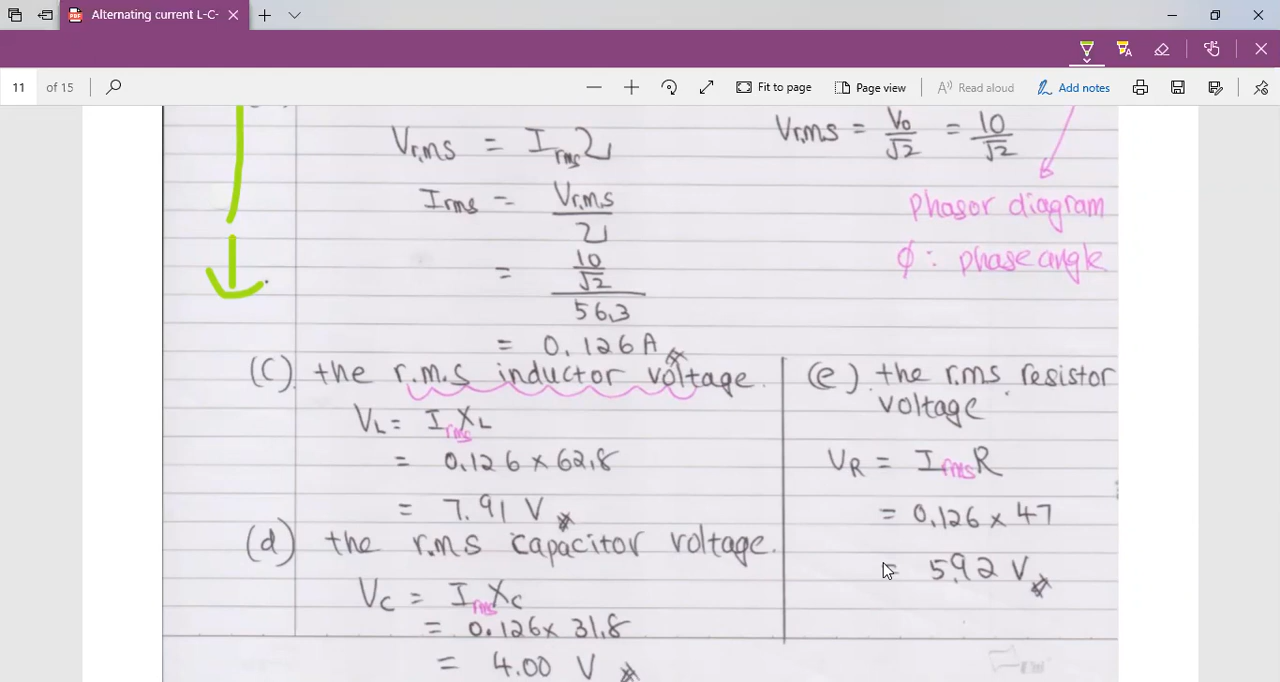 Alternating current L-C-
11 of 15
Fit to page
Page view
Read aloud
Add notes
Vr.m.s = Irms Z
Irms = Vr.m.s / Z
= 10/√2 / 56.3
= 0.126 A
Vr.m.s = V₀/√2 = 10/√2
phasor diagram
ϕ : phase angle
(c) the r.m.s inductor voltage.
VL = Irms XL
= 0.126 × 62.8
= 7.91 V
(d) the r.m.s capacitor voltage.
VC = Irms XC
= 0.126 × 31.8
= 4.00 V
(e) the r.m.s resistor
voltage
VR = Irms R
= 0.126 × 47
= 5.92 V